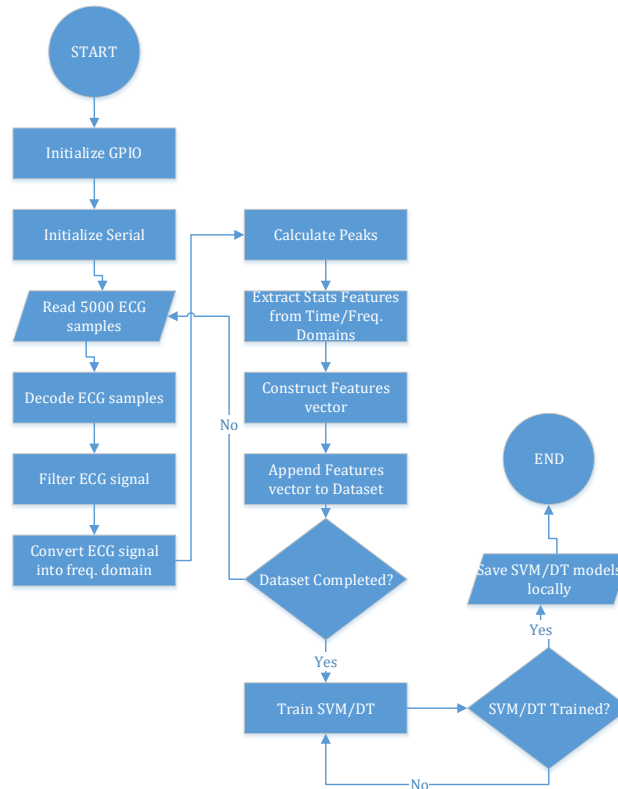 START
Initialize GPIO
Initialize Serial
Read 5000 ECG
samples
Decode ECG samples
Filter ECG signal
Convert ECG signal
into freq. domain
Calculate Peaks
Extract Stats Features
from Time/Freq.
Domains
Construct Features
vector
Append Features
vector to Dataset
Dataset Completed?
No
Yes
Train SVM/DT
SVM/DT Trained?
No
Yes
Save SVM/DT models
locally
END